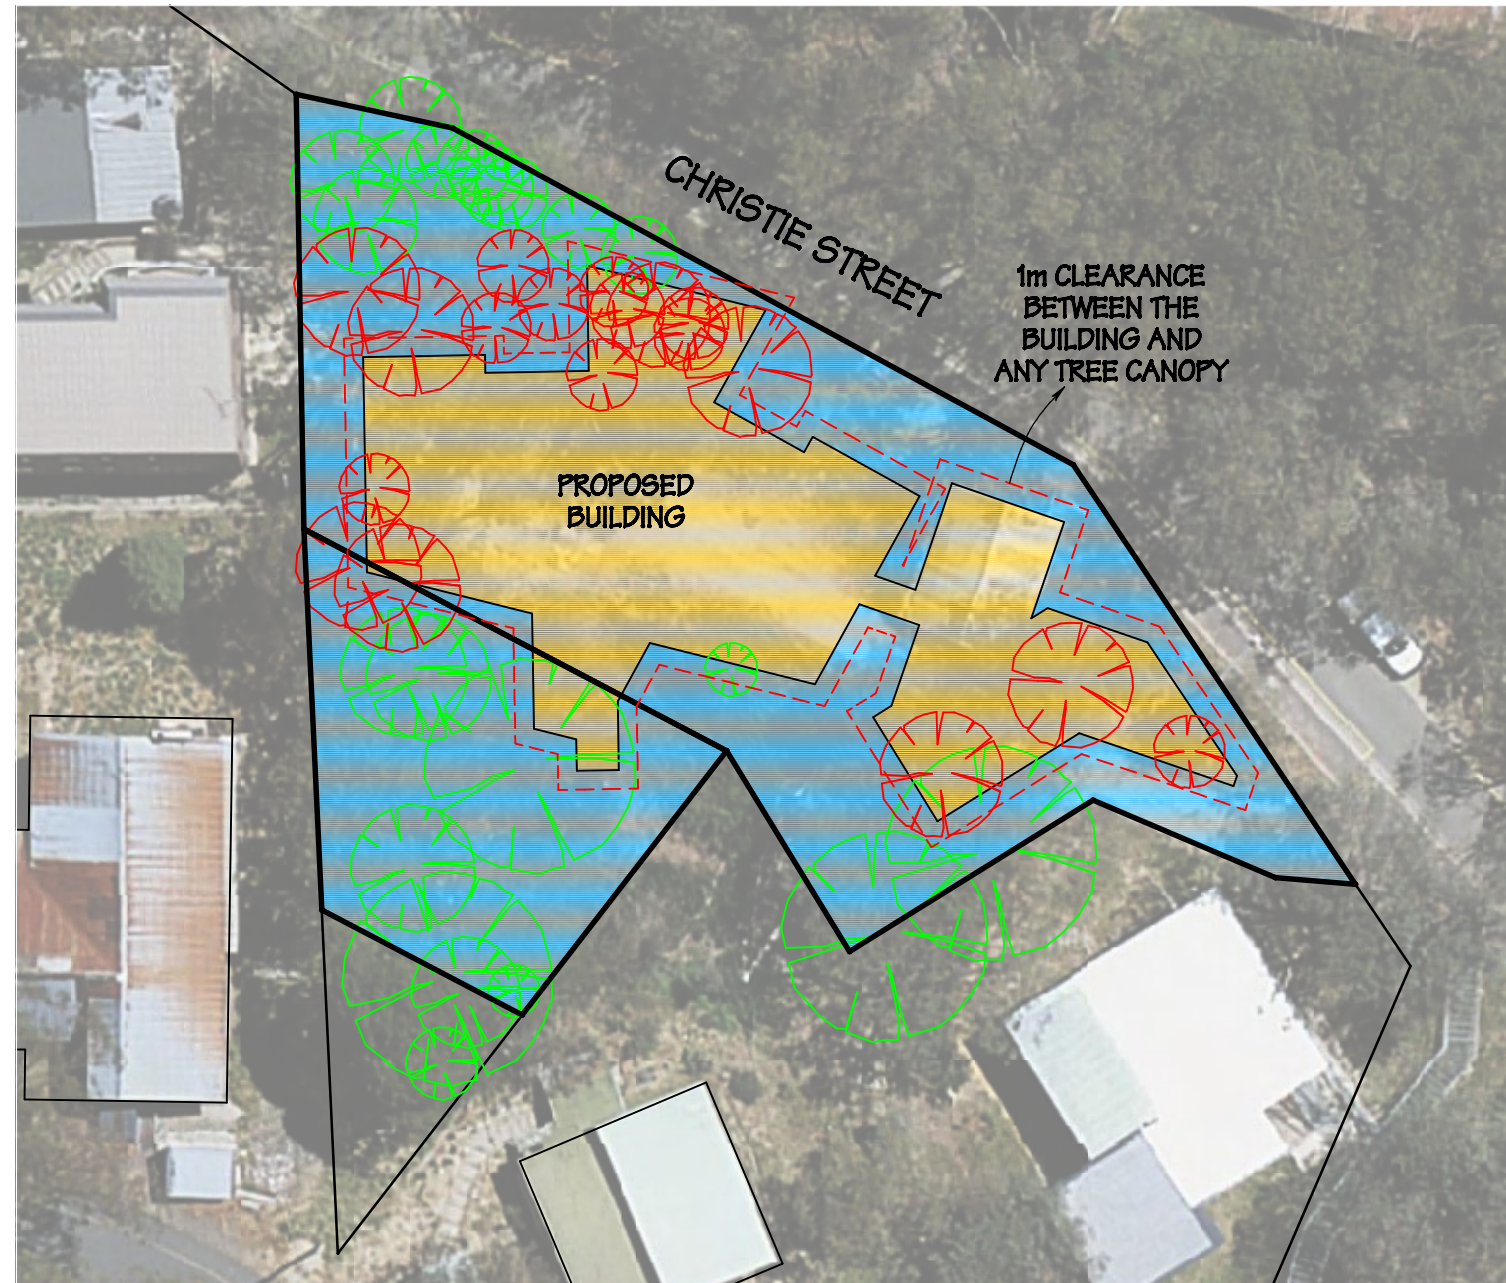 CHRISTIE STREET
1m CLEARANCE
BETWEEN THE
BUILDING AND
ANY TREE CANOPY
PROPOSED
BUILDING